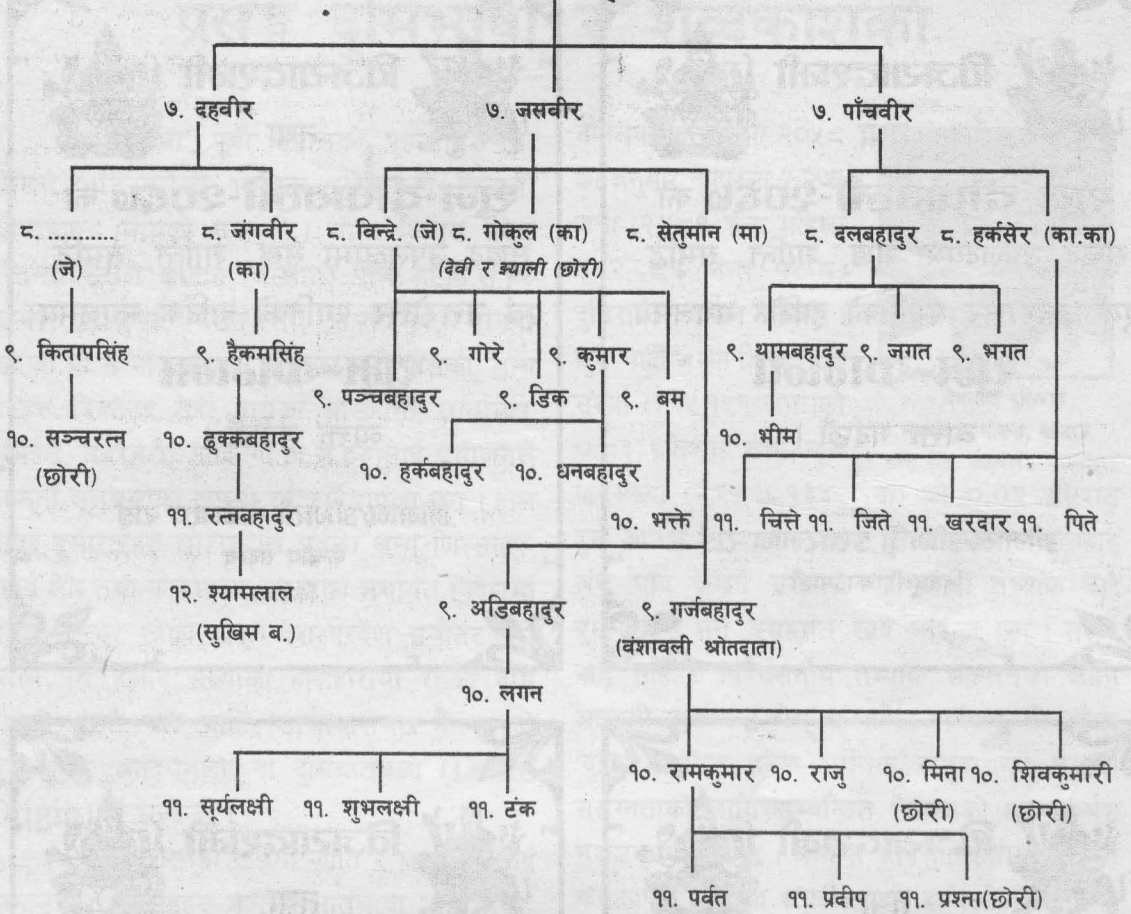 ७. दहवीर ७. जसवीर ७. पाँचवीर
८. ............ ८. जंगवीर ८. विन्द्रे. (जे) ८. गोकुल (का) ८. सेतुमान (मा) ८. दलबहादुर ८. हर्कसेर (का.का)
(जे) (का) (देवी र भ्याली (छोरी)
९. कितापसिंह ९. हैकमसिंह ९. गोरे ९. कुमार ९. थामबहादुर ९. जगत ९. भगत
९. पञ्चबहादुर ९. डिक ९. बम
१०. सञ्चरत्न १०. ढुक्कबहादुर १०. भीम
(छोरी) १०. हर्कबहादुर १०. धनबहादुर
११. रत्नबहादुर १०. भक्ते ११. चित्ते ११. जिते ११. खरदार ११. पिते
१२. श्यामलाल ९. अडिबहादुर ९. गर्जबहादुर
(सुखिम ब.) (वंशावली श्रोतदाता)
१०. लगन
१०. रामकुमार १०. राजु १०. मिना १०. शिवकुमारी
११. सूर्यलक्षी ११. शुभलक्षी ११. टंक (छोरी) (छोरी)
११. पर्वत ११. प्रदीप ११. प्रश्ना(छोरी)